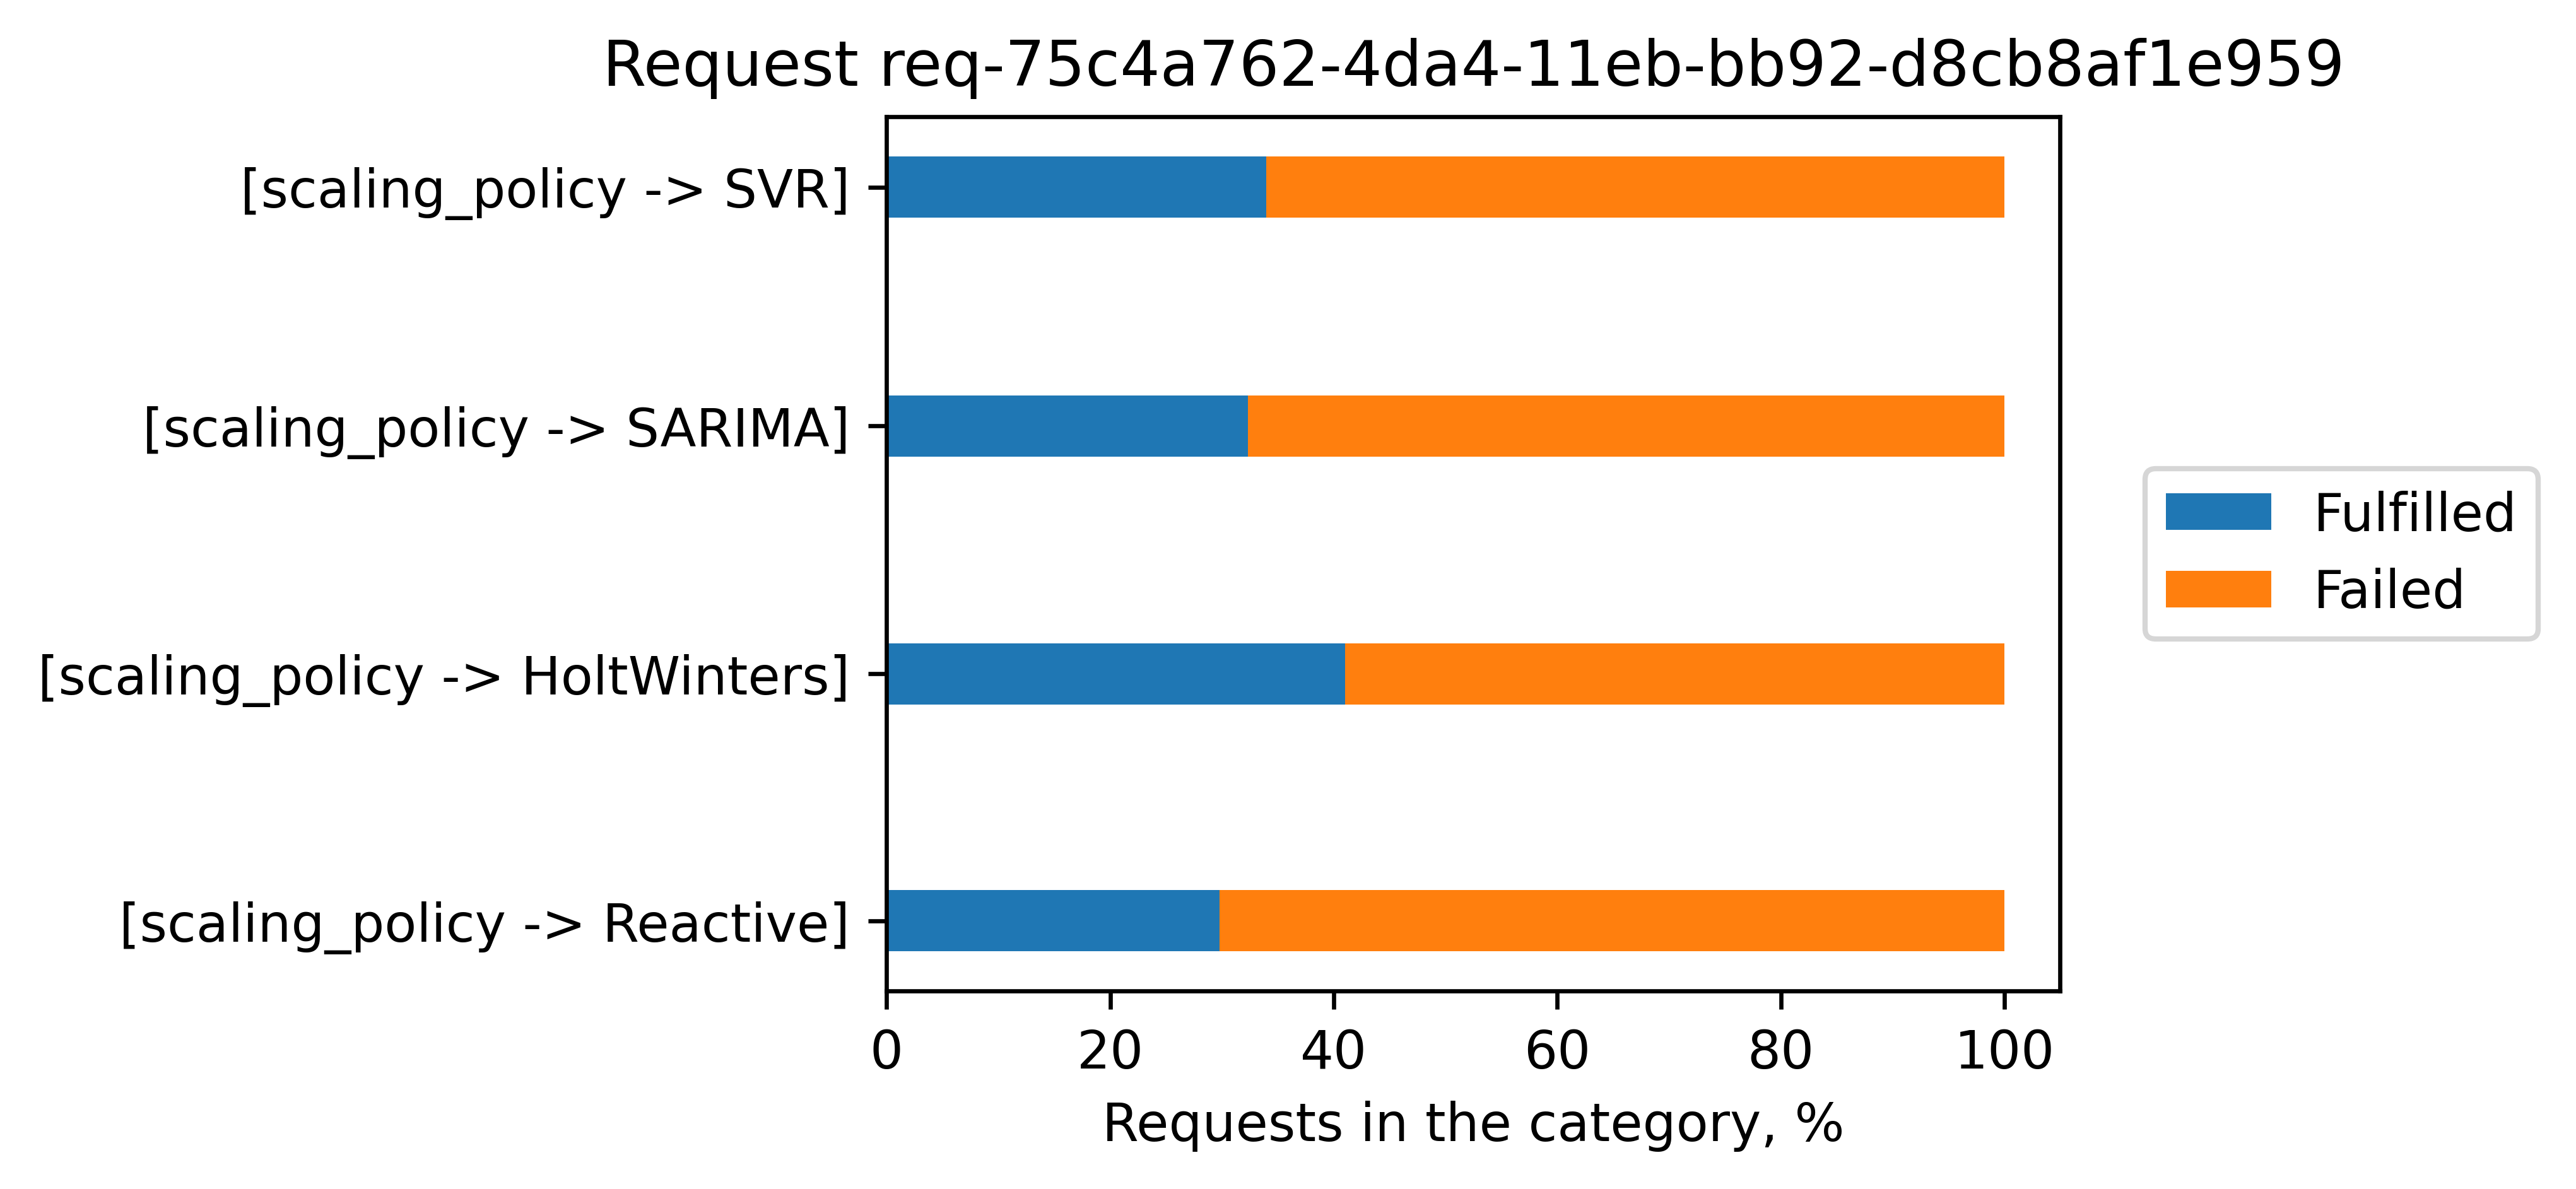 Request req-75c4a762-4da4-11eb-bb92-d8cb8af1e959
[scaling_policy -> SVR]
[scaling_policy -> SARIMA]
[scaling_policy -> HoltWinters]
[scaling_policy -> Reactive]
Fulfilled
Failed
0 20 40 60 80 100
Requests in the category, %